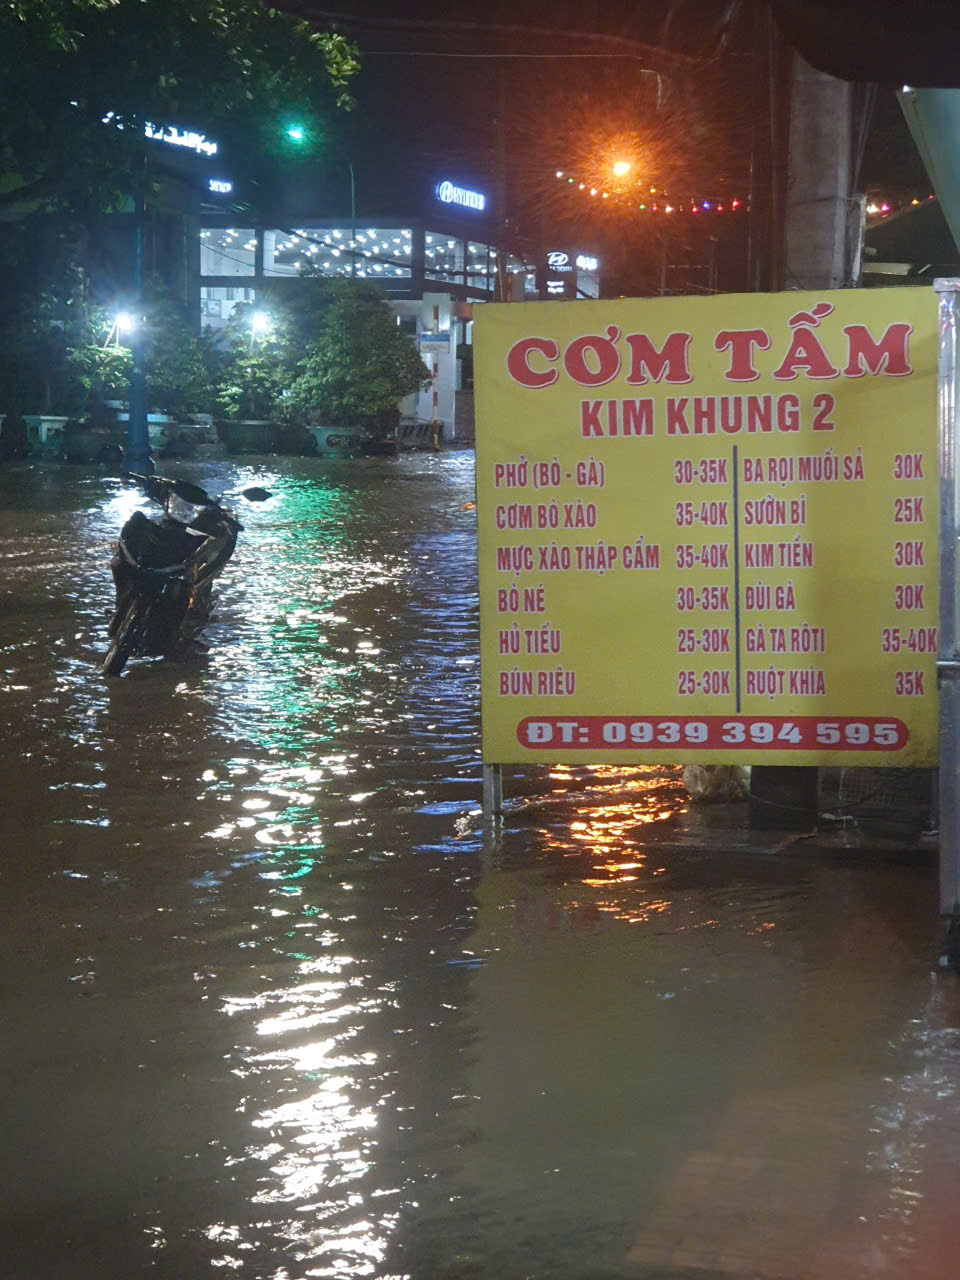 HYUNDAI
CƠM TẤM
KIM KHUNG 2
PHỞ (BÒ - GÀ) 30-35K
CƠM BÒ XÀO 35-40K
MỰC XÀO THẬP CẨM 35-40K
BÒ NÉ 30-35K
HỦ TIẾU 25-30K
BÚN RIÊU 25-30K
BA RỌI MUỐI SẢ 30K
SƯỜN BÌ 25K
KIM TIỀN 30K
ĐÙI GÀ 30K
GÀ TA RÔTI 35-40K
RUỘT KHÌA 35K
ĐT: 0939 394 595